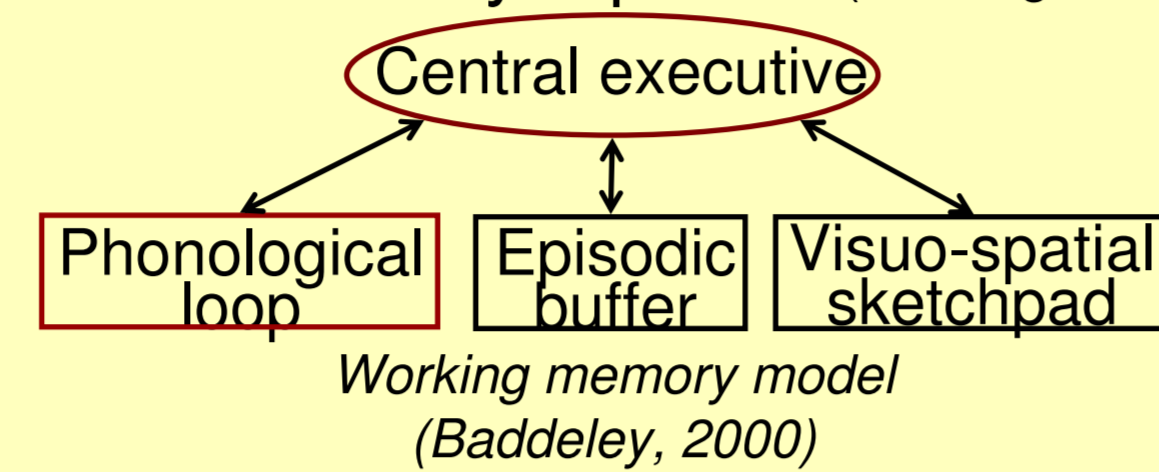 Central executive
Phonological
loop
Episodic
buffer
Visuo-spatial
sketchpad
Working memory model
(Baddeley, 2000)